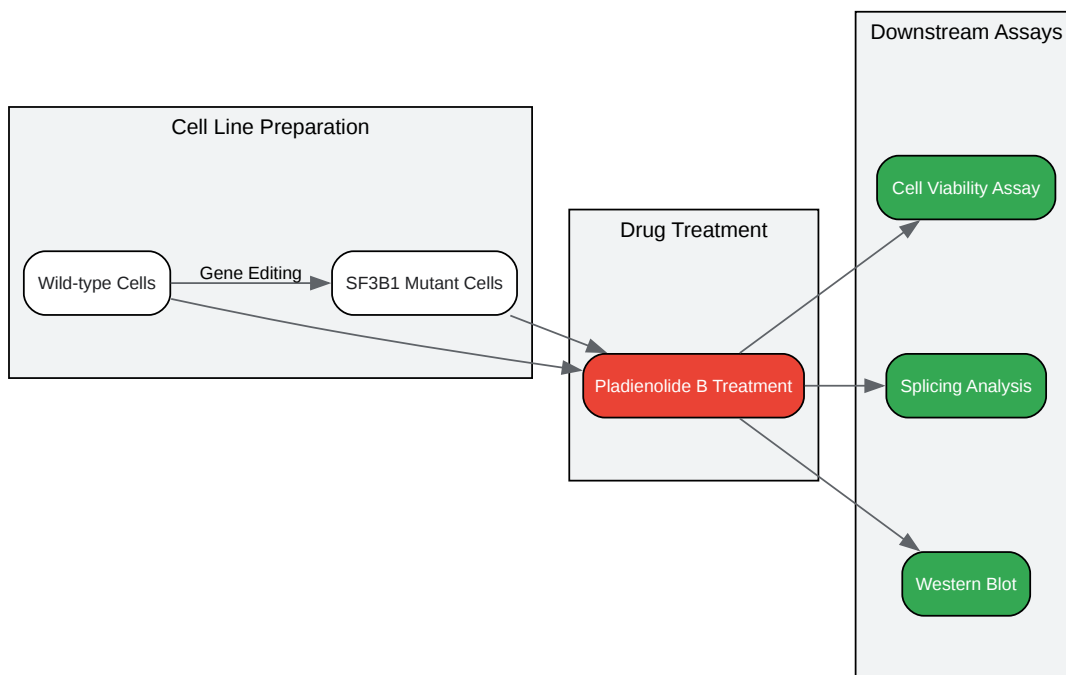 Cell Line Preparation
Wild-type Cells
Gene Editing
SF3B1 Mutant Cells
Drug Treatment
Pladienolide B Treatment
Downstream Assays
Cell Viability Assay
Splicing Analysis
Western Blot